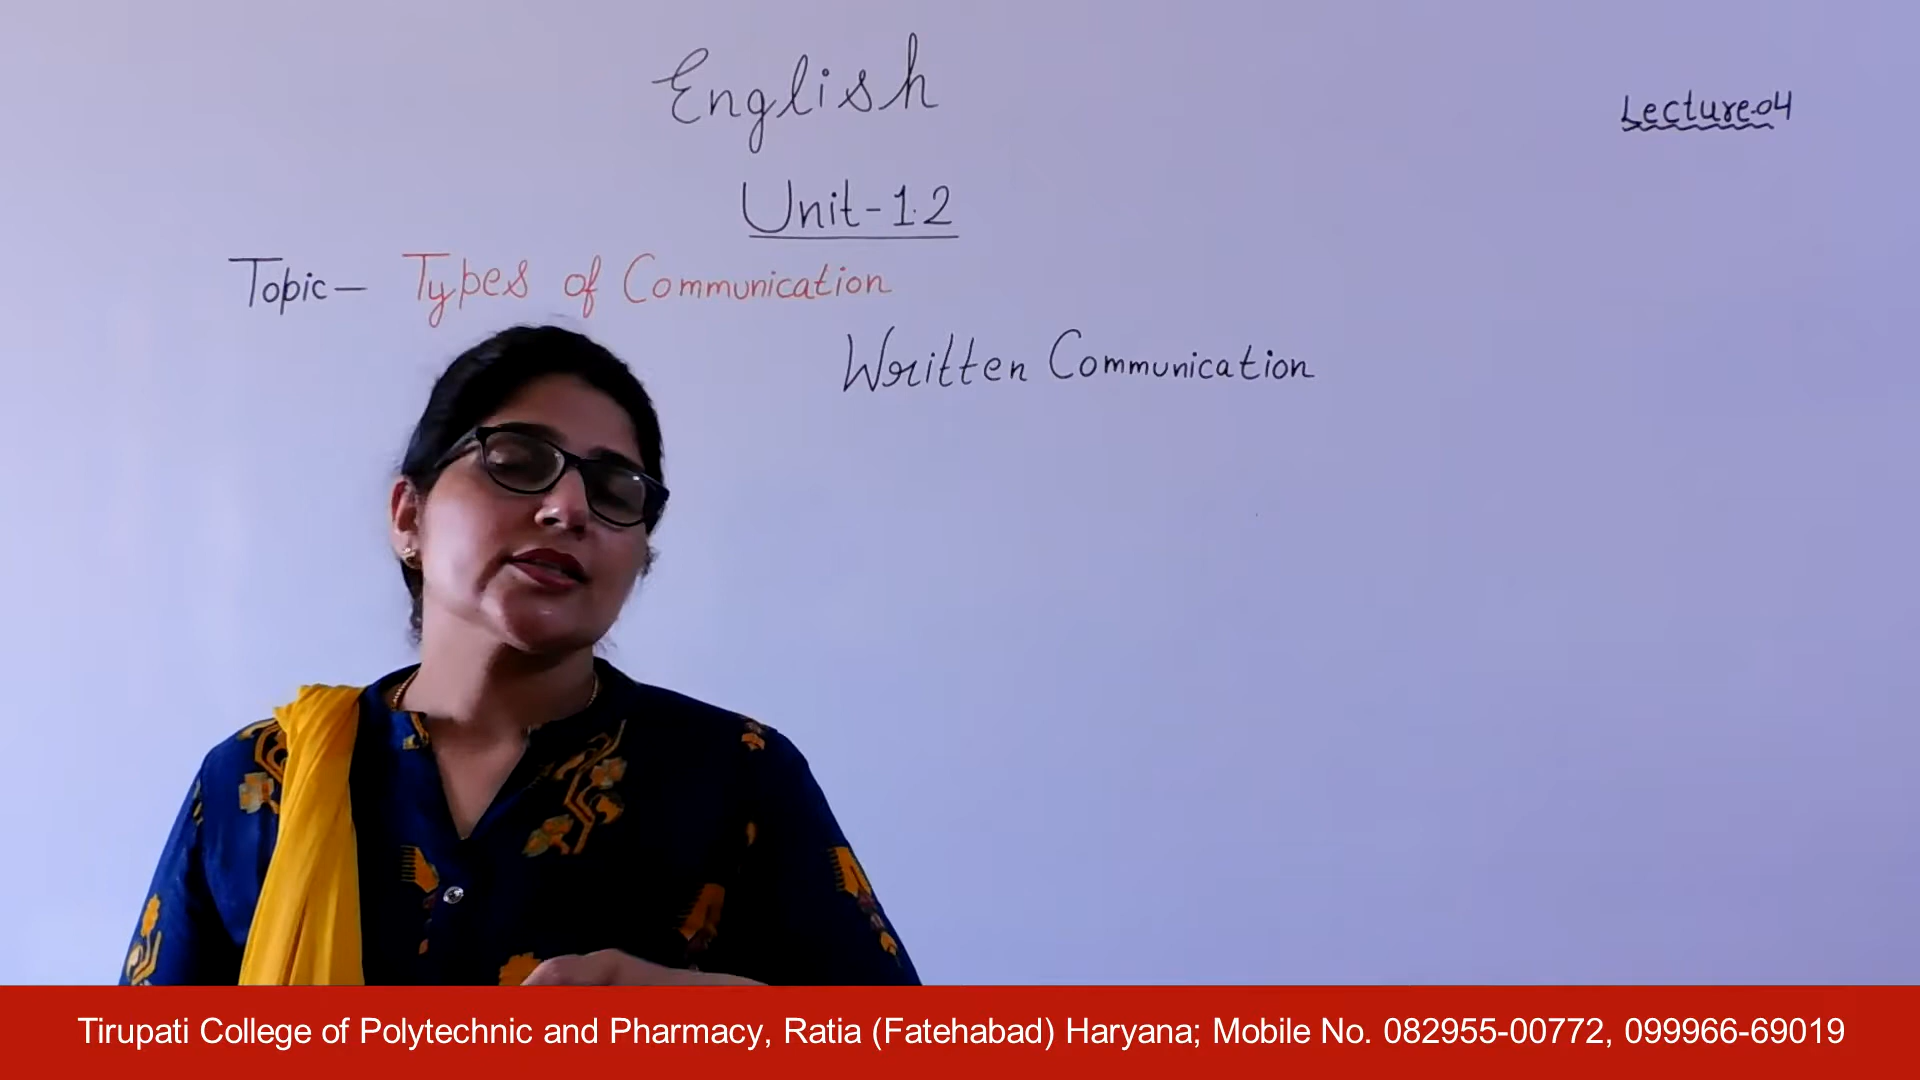 English
Lecture-04
Unit-1.2
Topic- Types of Communication
Written Communication
Tirupati College of Polytechnic and Pharmacy, Ratia (Fatehabad) Haryana; Mobile No. 082955-00772, 099966-69019